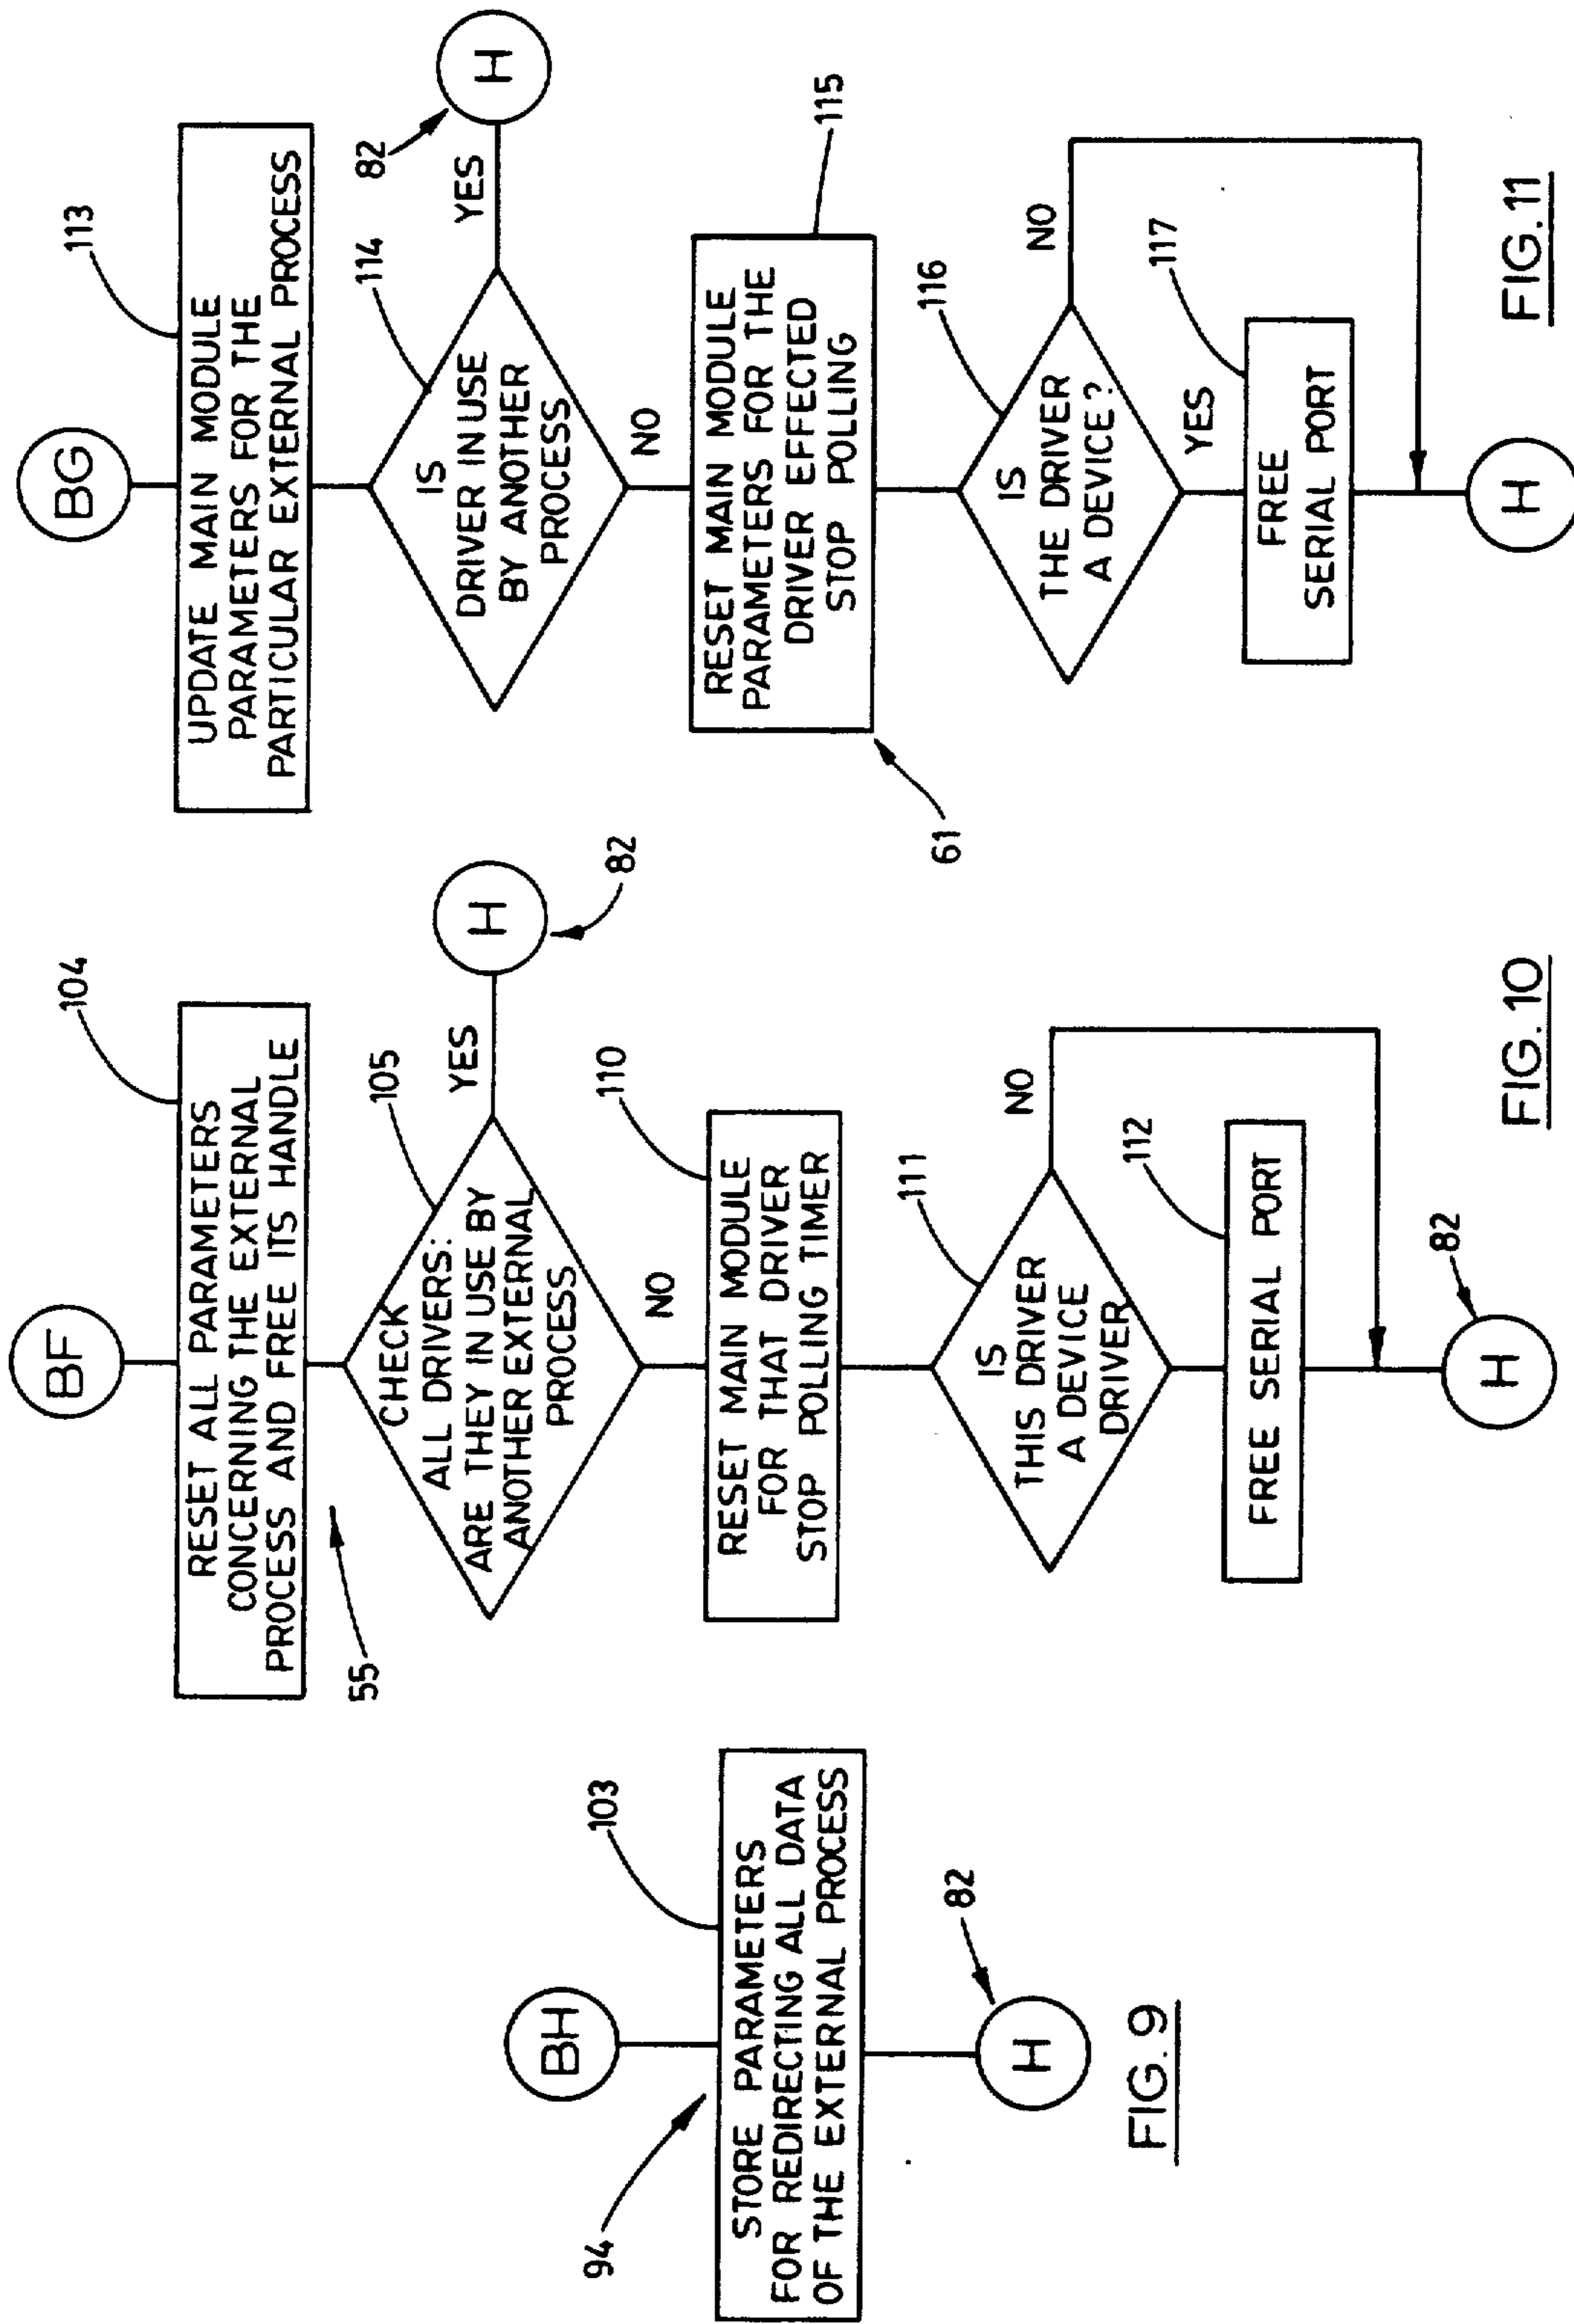 BH
94
103
STORE PARAMETERS
FOR REDIRECTING ALL DATA
OF THE EXTERNAL PROCESS
82
H
FIG. 9
BF
104
RESET ALL PARAMETERS
CONCERNING THE EXTERNAL
PROCESS AND FREE ITS HANDLE
55
105
CHECK
ALL DRIVERS:
ARE THEY IN USE BY
ANOTHER EXTERNAL
PROCESS
YES
H
82
NO
110
RESET MAIN MODULE
FOR THAT DRIVER
STOP POLLING TIMER
111
IS
THIS DRIVER
A DEVICE
DRIVER
NO
112
FREE SERIAL PORT
82
H
FIG. 10
BG
113
UPDATE MAIN MODULE
PARAMETERS FOR THE
PARTICULAR EXTERNAL PROCESS
114
IS
DRIVER IN USE
BY ANOTHER
PROCESS
YES
82
H
NO
RESET MAIN MODULE
PARAMETERS FOR THE
DRIVER EFFECTED
STOP POLLING
115
61
116
IS
THE DRIVER
A DEVICE?
NO
YES
117
FREE
SERIAL PORT
H
FIG. 11